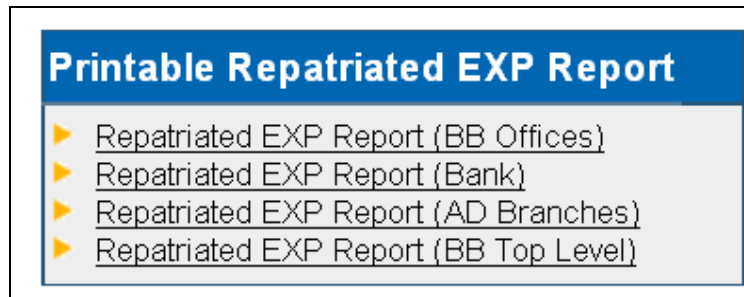 Printable Repatriated EXP Report
Repatriated EXP Report (BB Offices)
Repatriated EXP Report (Bank)
Repatriated EXP Report (AD Branches)
Repatriated EXP Report (BB Top Level)